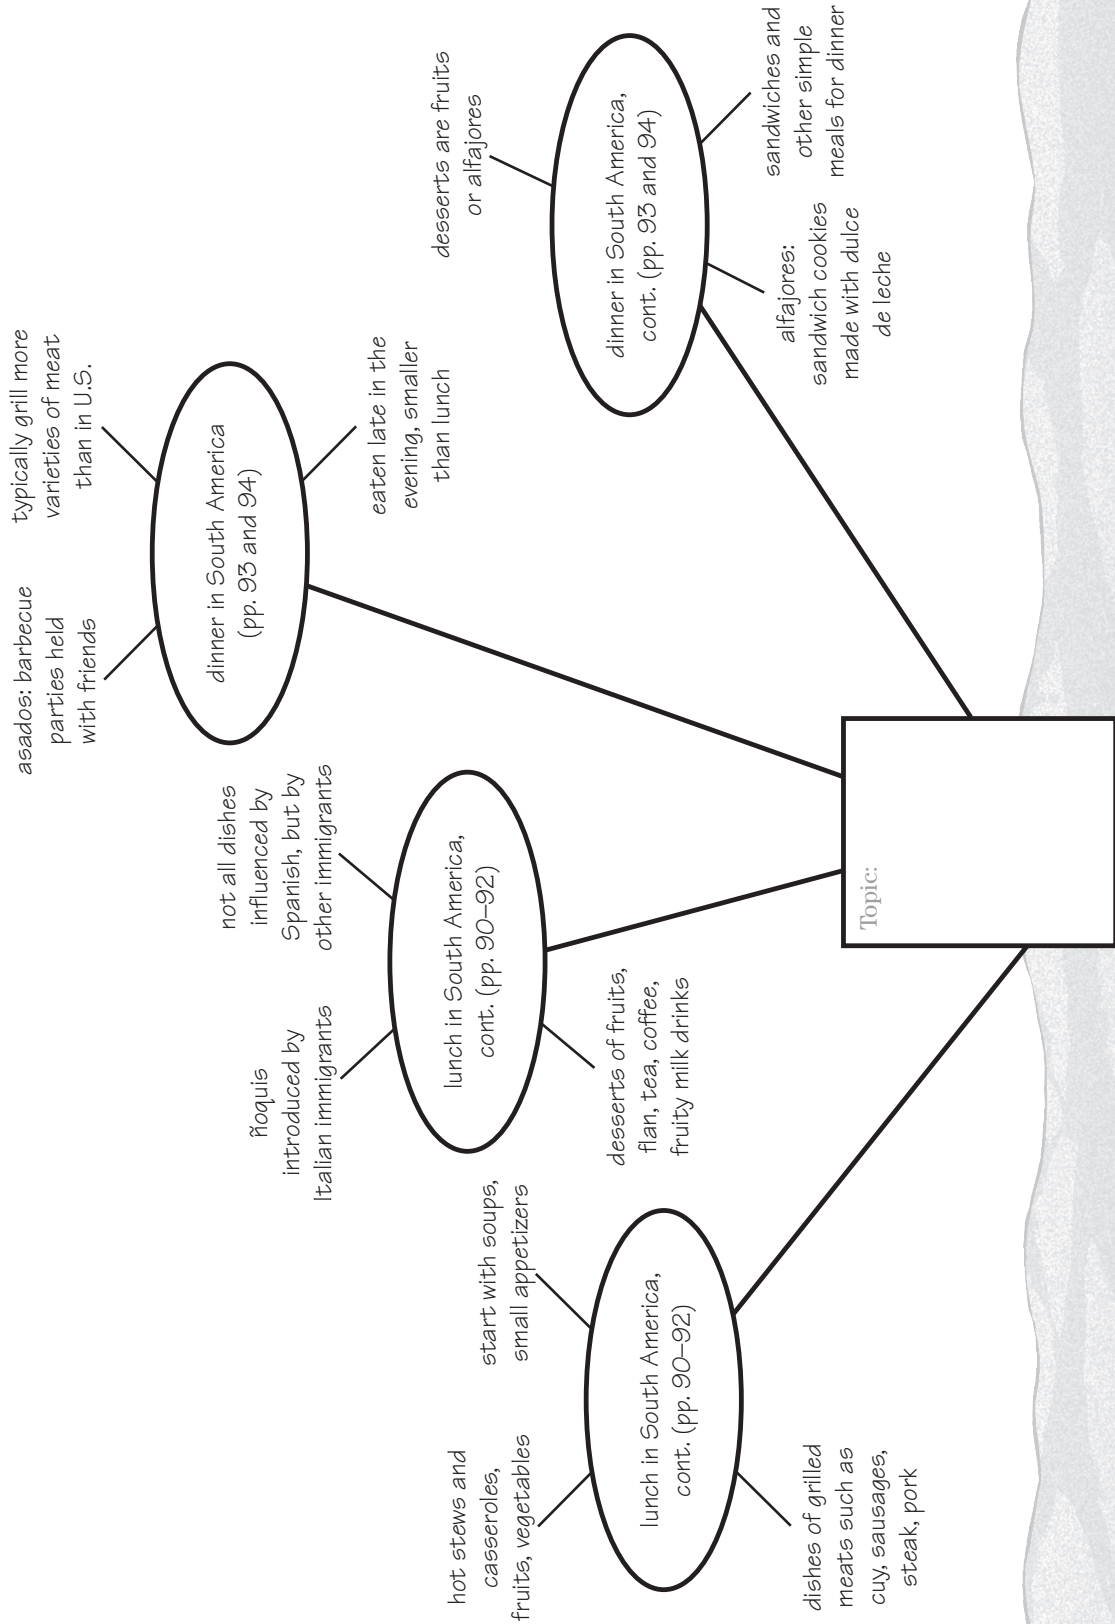 hot stews and
casseroles,
fruits, vegetables
start with soups,
small appetizers
lunch in South America,
cont. (pp. 90–92)
dishes of grilled
meats such as
cuy, sausages,
steak, pork
ñoquis
introduced by
Italian immigrants
not all dishes
influenced by
Spanish, but by
other immigrants
lunch in South America,
cont. (pp. 90–92)
desserts of fruits,
flan, tea, coffee,
fruity milk drinks
asados: barbecue
parties held
with friends
typically grill more
varieties of meat
than in U.S.
dinner in South America
(pp. 93 and 94)
eaten late in the
evening, smaller
than lunch
desserts are fruits
or alfajores
dinner in South America,
cont. (pp. 93 and 94)
alfajores:
sandwich cookies
made with dulce
de leche
sandwiches and
other simple
meals for dinner
Topic: